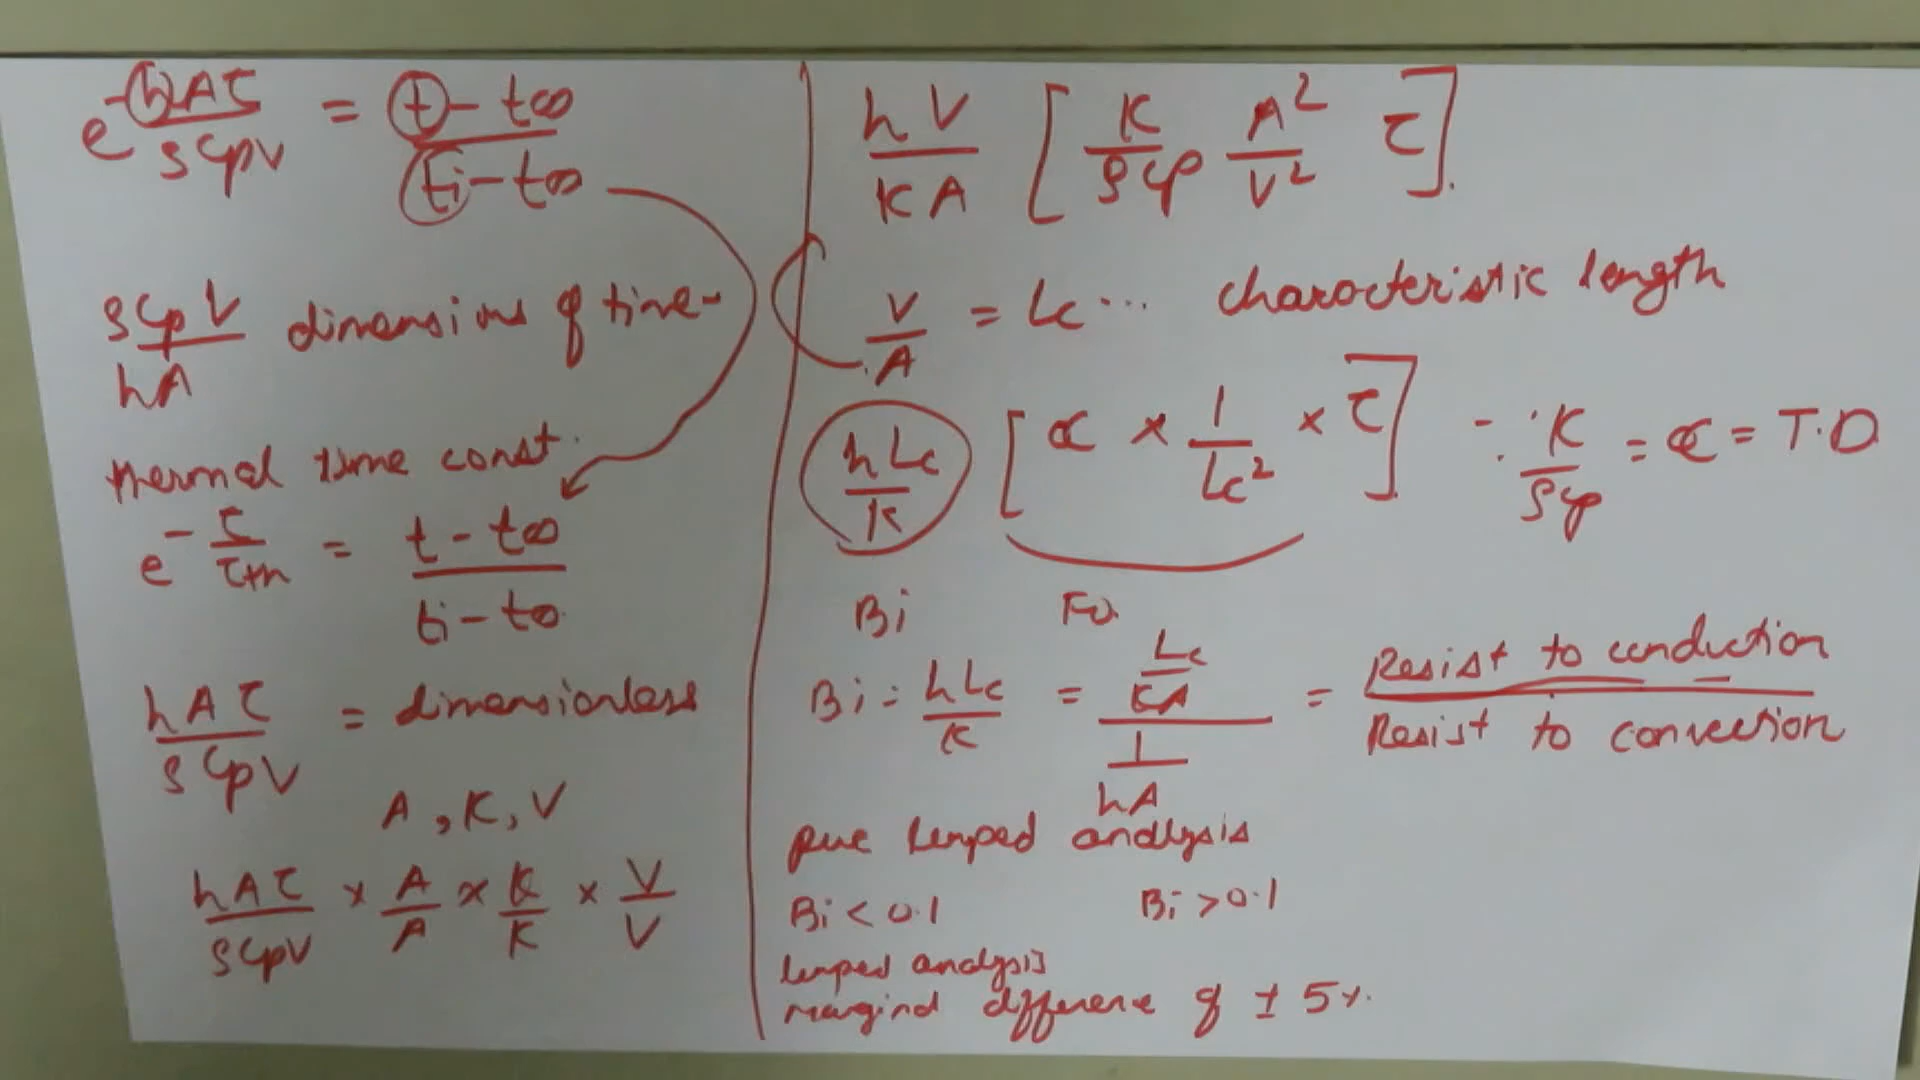 e^(-hAτ/ρCpV) = (t - t∞)/(ti - t∞)
ρCpV/hA dimensions of time
thermal time const.
e^(-τ/τth) = (t - t∞)/(ti - t∞)
hAτ/ρCpV = dimensionless
A, K, V
hAτ/ρCpV × A/A × K/K × V/V
hV/KA [K/ρCp A²/V² τ].
V/A = Lc ... characteristic length
hLc/K [α × 1/Lc² × τ] ∵ K/ρCp = α = T.D
Bi Fo.
Bi = hLc/K = (Lc/KA)/(1/hA) = Resist to conduction/Resist to convection
pure lumped analysis
Bi < 0.1 Bi > 0.1
lumped analysis
marginal difference of ± 5%.